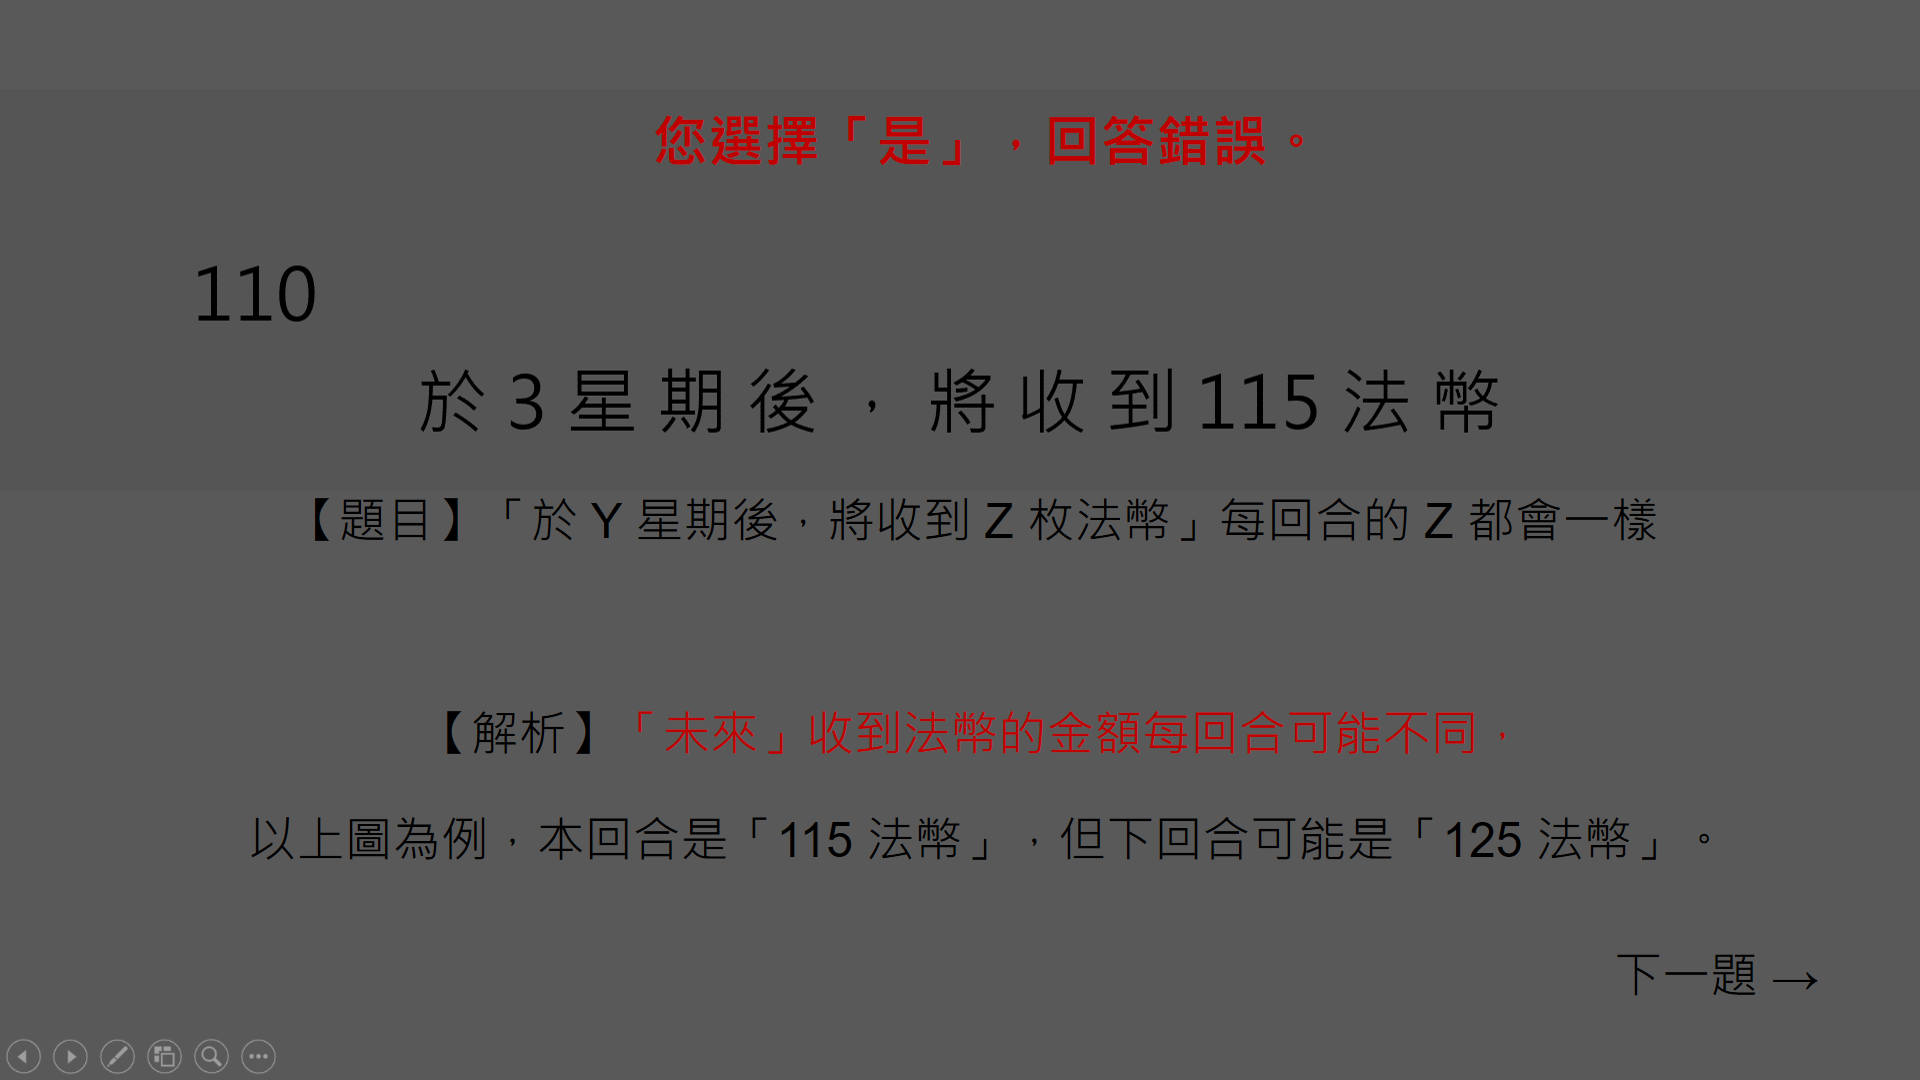 您選擇「是」，回答錯誤。
110
於3星期後，將收到115法幣
【題目】「於 Y 星期後，將收到 Z 枚法幣」每回合的 Z 都會一樣
【解析】「未來」收到法幣的金額每回合可能不同，
以上圖為例，本回合是「115 法幣」，但下回合可能是「125 法幣」。
下一題 →